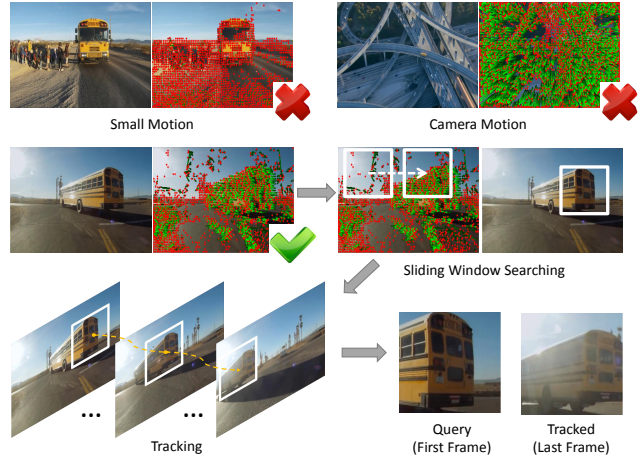 Small Motion
Camera Motion
Sliding Window Searching
...
...
Tracking
Query
(First Frame)
Tracked
(Last Frame)